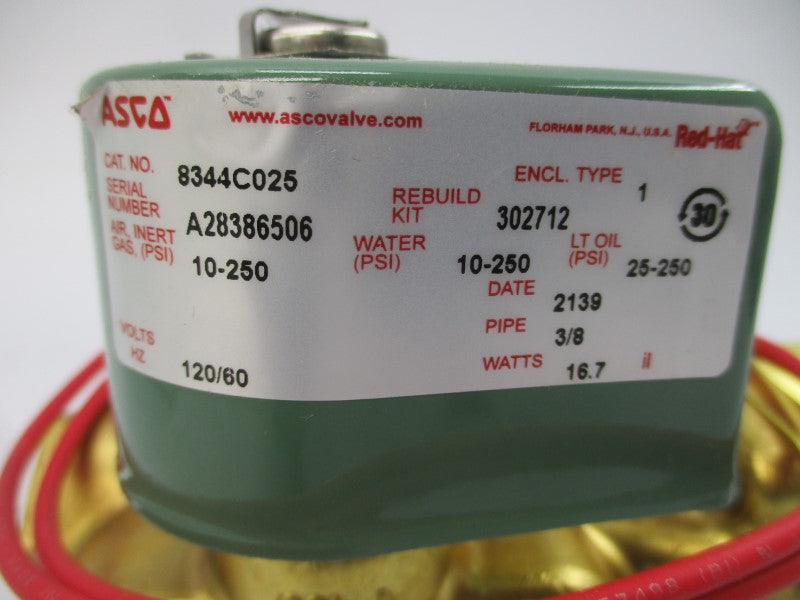 ASCO™
www.ascovalve.com
FLORHAM PARK, N.J., U.S.A. Red-Hat
CAT. NO. 8344C025
ENCL. TYPE 1
SERIAL NUMBER A28386506
REBUILD KIT 302712
30
AIR, INERT GAS, (PSI) 10-250
WATER (PSI) 10-250
LT OIL (PSI) 25-250
DATE 2139
PIPE 3/8
VOLTS HZ 120/60
WATTS 16.7 il